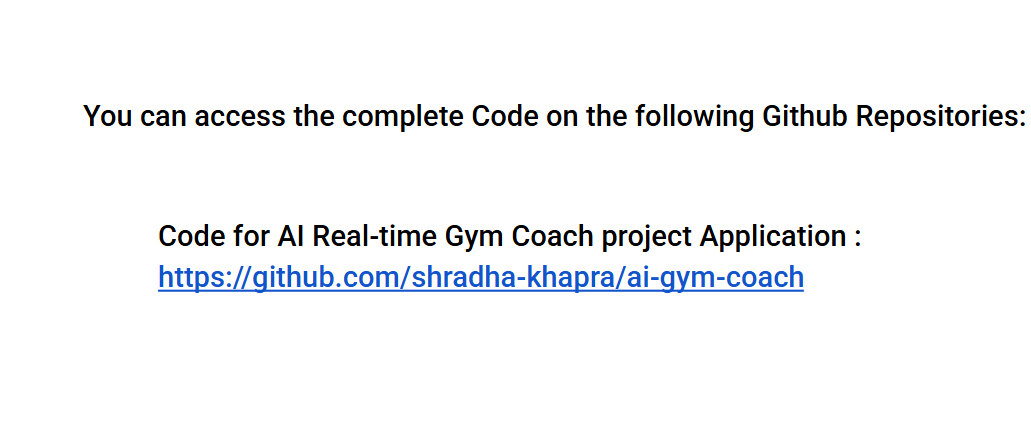 You can access the complete Code on the following Github Repositories:
Code for AI Real-time Gym Coach project Application :
https://github.com/shradha-khapra/ai-gym-coach